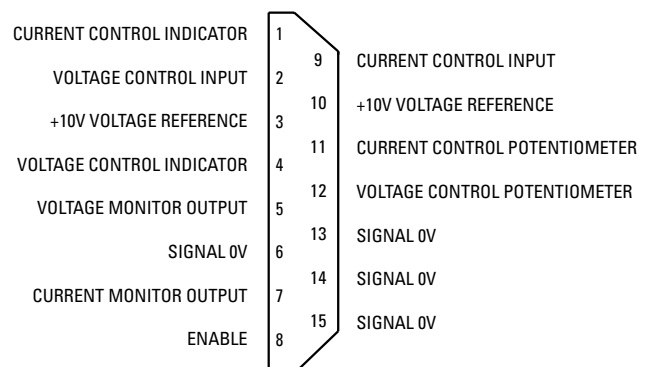 CURRENT CONTROL INDICATOR 1
VOLTAGE CONTROL INPUT 2
+10V VOLTAGE REFERENCE 3
VOLTAGE CONTROL INDICATOR 4
VOLTAGE MONITOR OUTPUT 5
SIGNAL 0V 6
CURRENT MONITOR OUTPUT 7
ENABLE 8
9 CURRENT CONTROL INPUT
10 +10V VOLTAGE REFERENCE
11 CURRENT CONTROL POTENTIOMETER
12 VOLTAGE CONTROL POTENTIOMETER
13 SIGNAL 0V
14 SIGNAL 0V
15 SIGNAL 0V